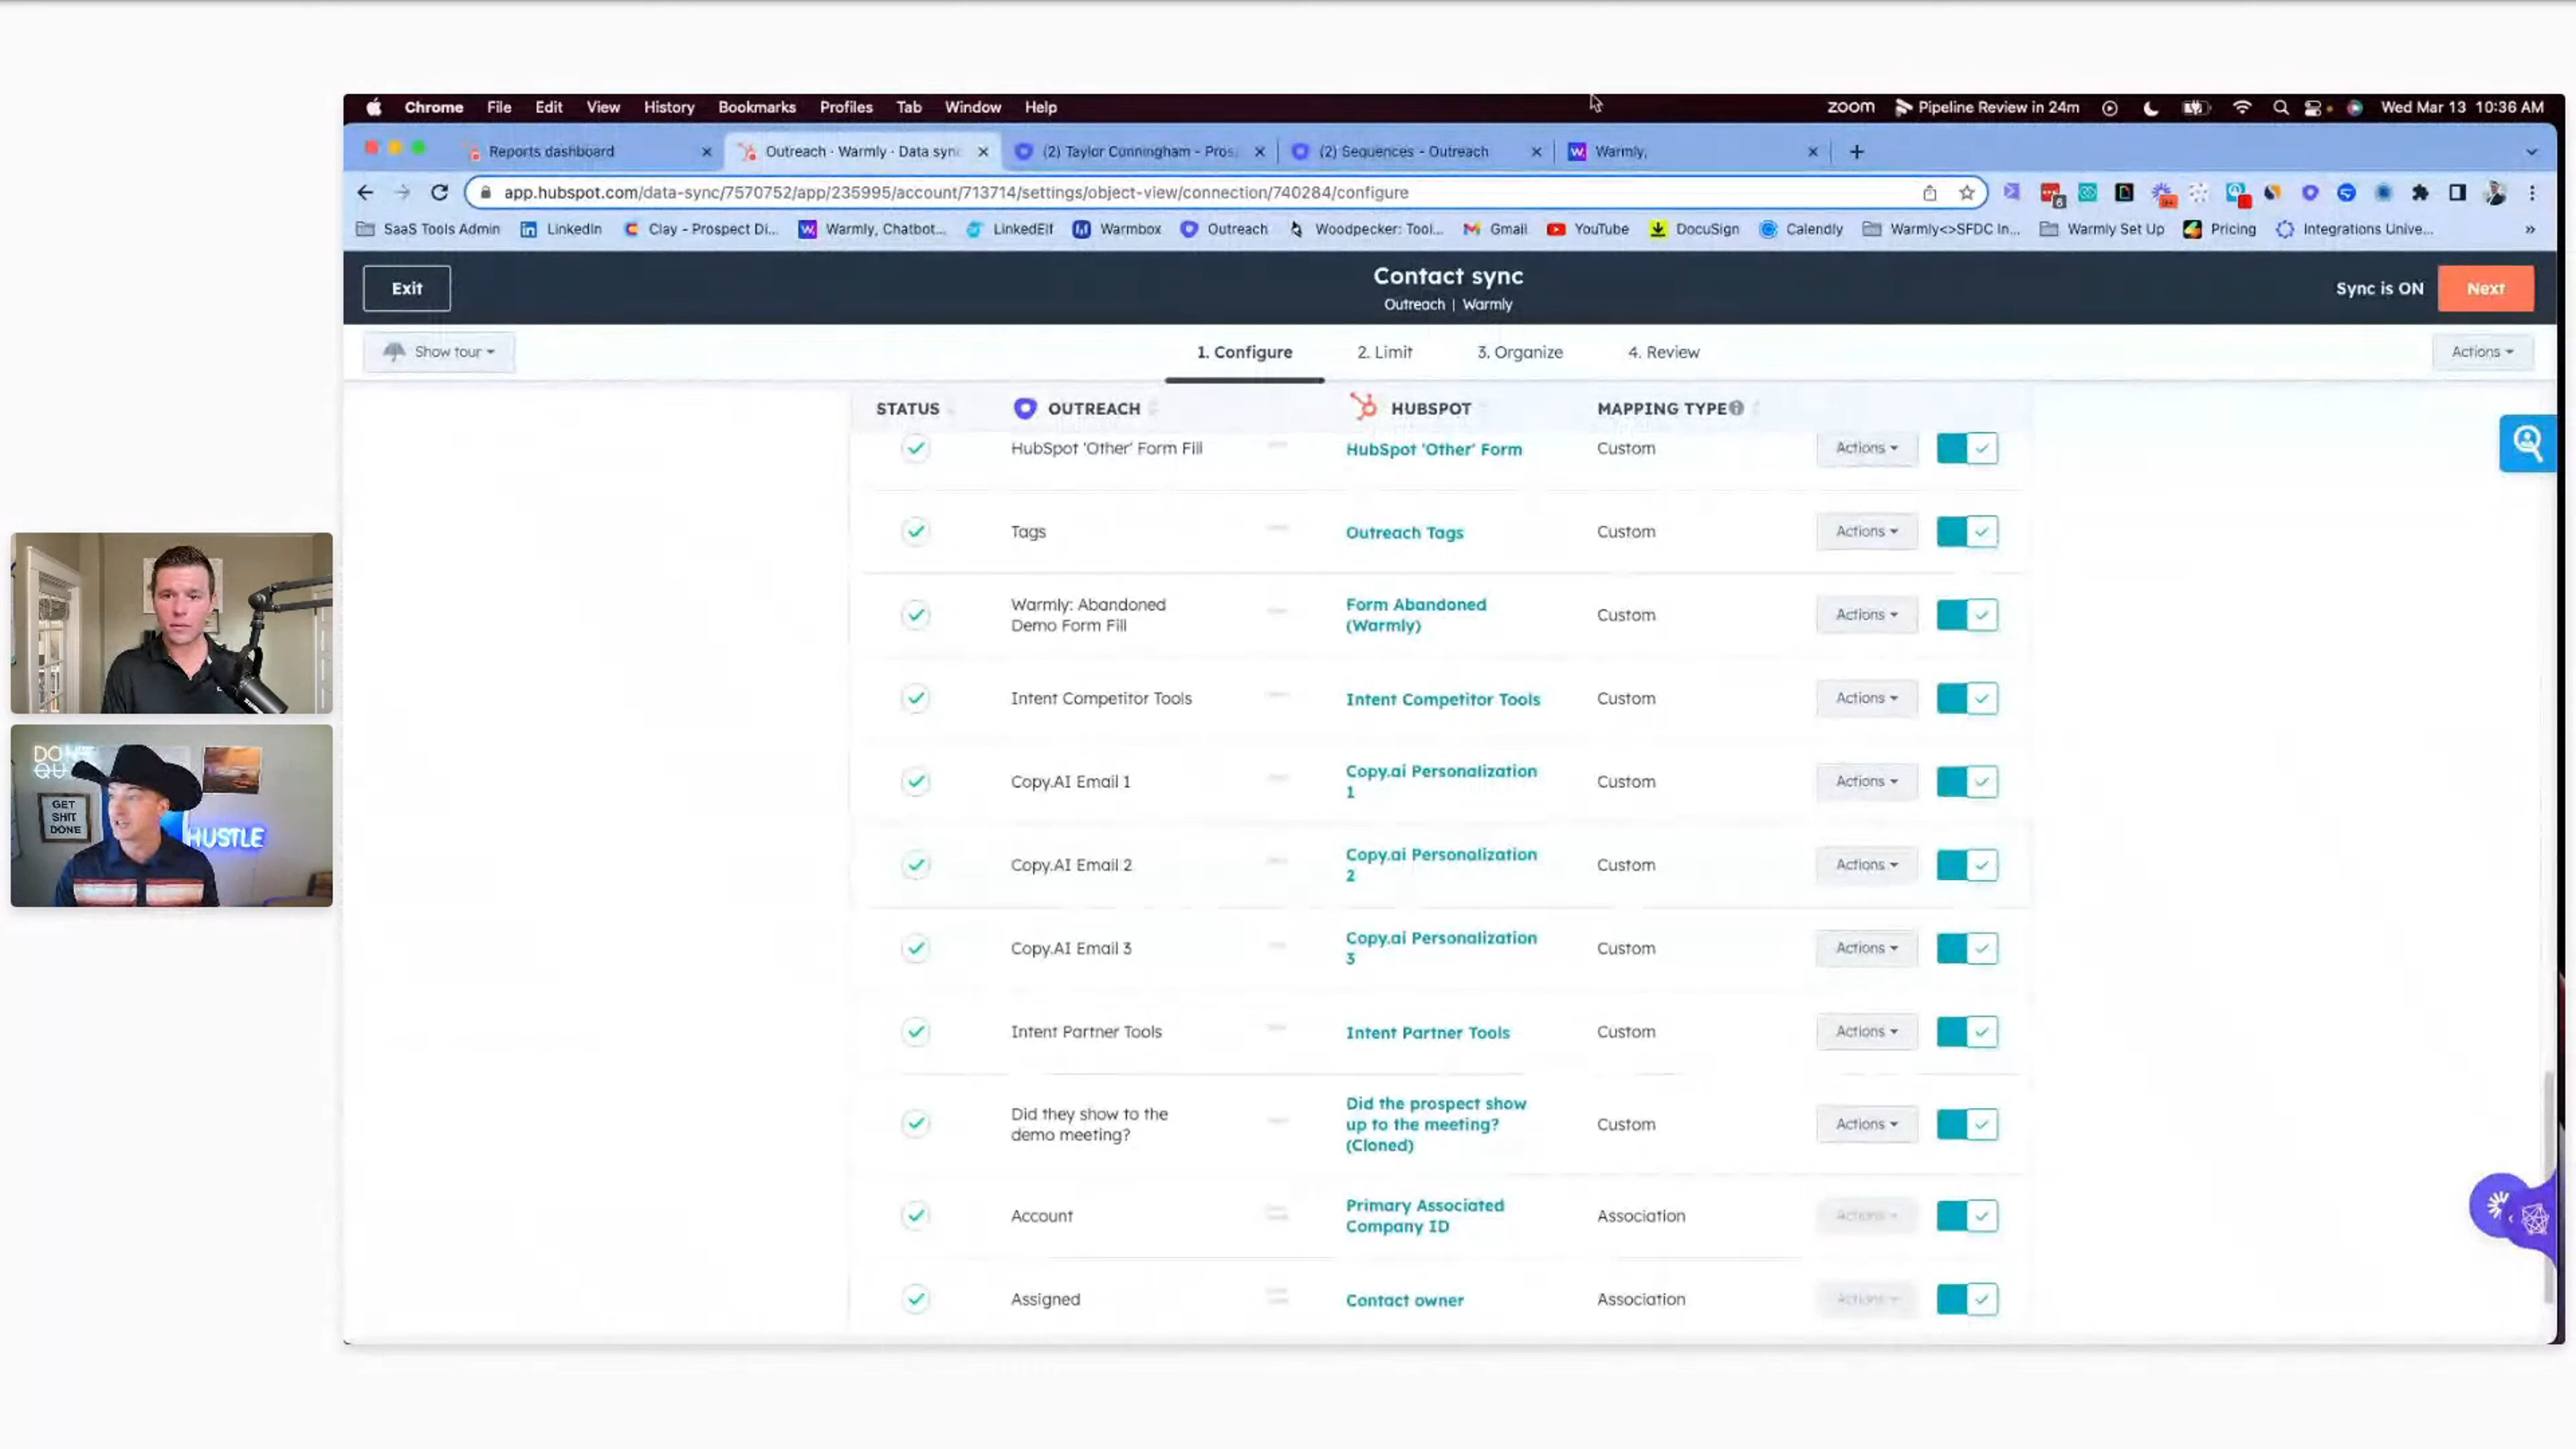 Chrome File Edit View History Bookmarks Profiles Tab Window Help
zoom Pipeline Review in 24m Wed Mar 13 10:36 AM
Reports dashboard
Outreach · Warmly · Data sync
(2) Taylor Cunningham - Pros
(2) Sequences - Outreach
Warmly,
app.hubspot.com/data-sync/7570752/app/235995/account/713714/settings/object-view/connection/740284/configure
SaaS Tools Admin
LinkedIn
Clay - Prospect Di...
Warmly, Chatbot...
LinkedElf
Warmbox
Outreach
Woodpecker: Tool...
Gmail
YouTube
DocuSign
Calendly
Warmly<>SFDC In...
Warmly Set Up
Pricing
Integrations Unive...
»
Exit
Contact sync
Outreach | Warmly
Sync is ON
Next
Show tour
1. Configure
2. Limit
3. Organize
4. Review
Actions
STATUS OUTREACH HUBSPOT MAPPING TYPE
HubSpot 'Other' Form Fill HubSpot 'Other' Form Custom Actions
Tags Outreach Tags Custom Actions
Warmly: Abandoned
Demo Form Fill
Form Abandoned
(Warmly)
Custom Actions
Intent Competitor Tools Intent Competitor Tools Custom Actions
Copy.AI Email 1
Copy.ai Personalization
1
Custom Actions
Copy.AI Email 2
Copy.ai Personalization
2
Custom Actions
Copy.AI Email 3
Copy.ai Personalization
3
Custom Actions
Intent Partner Tools Intent Partner Tools Custom Actions
Did they show to the
demo meeting?
Did the prospect show
up to the meeting?
(Cloned)
Custom Actions
Account
Primary Associated
Company ID
Association Actions
Assigned Contact owner Association Actions
GET
SHIT
DONE
HUSTLE